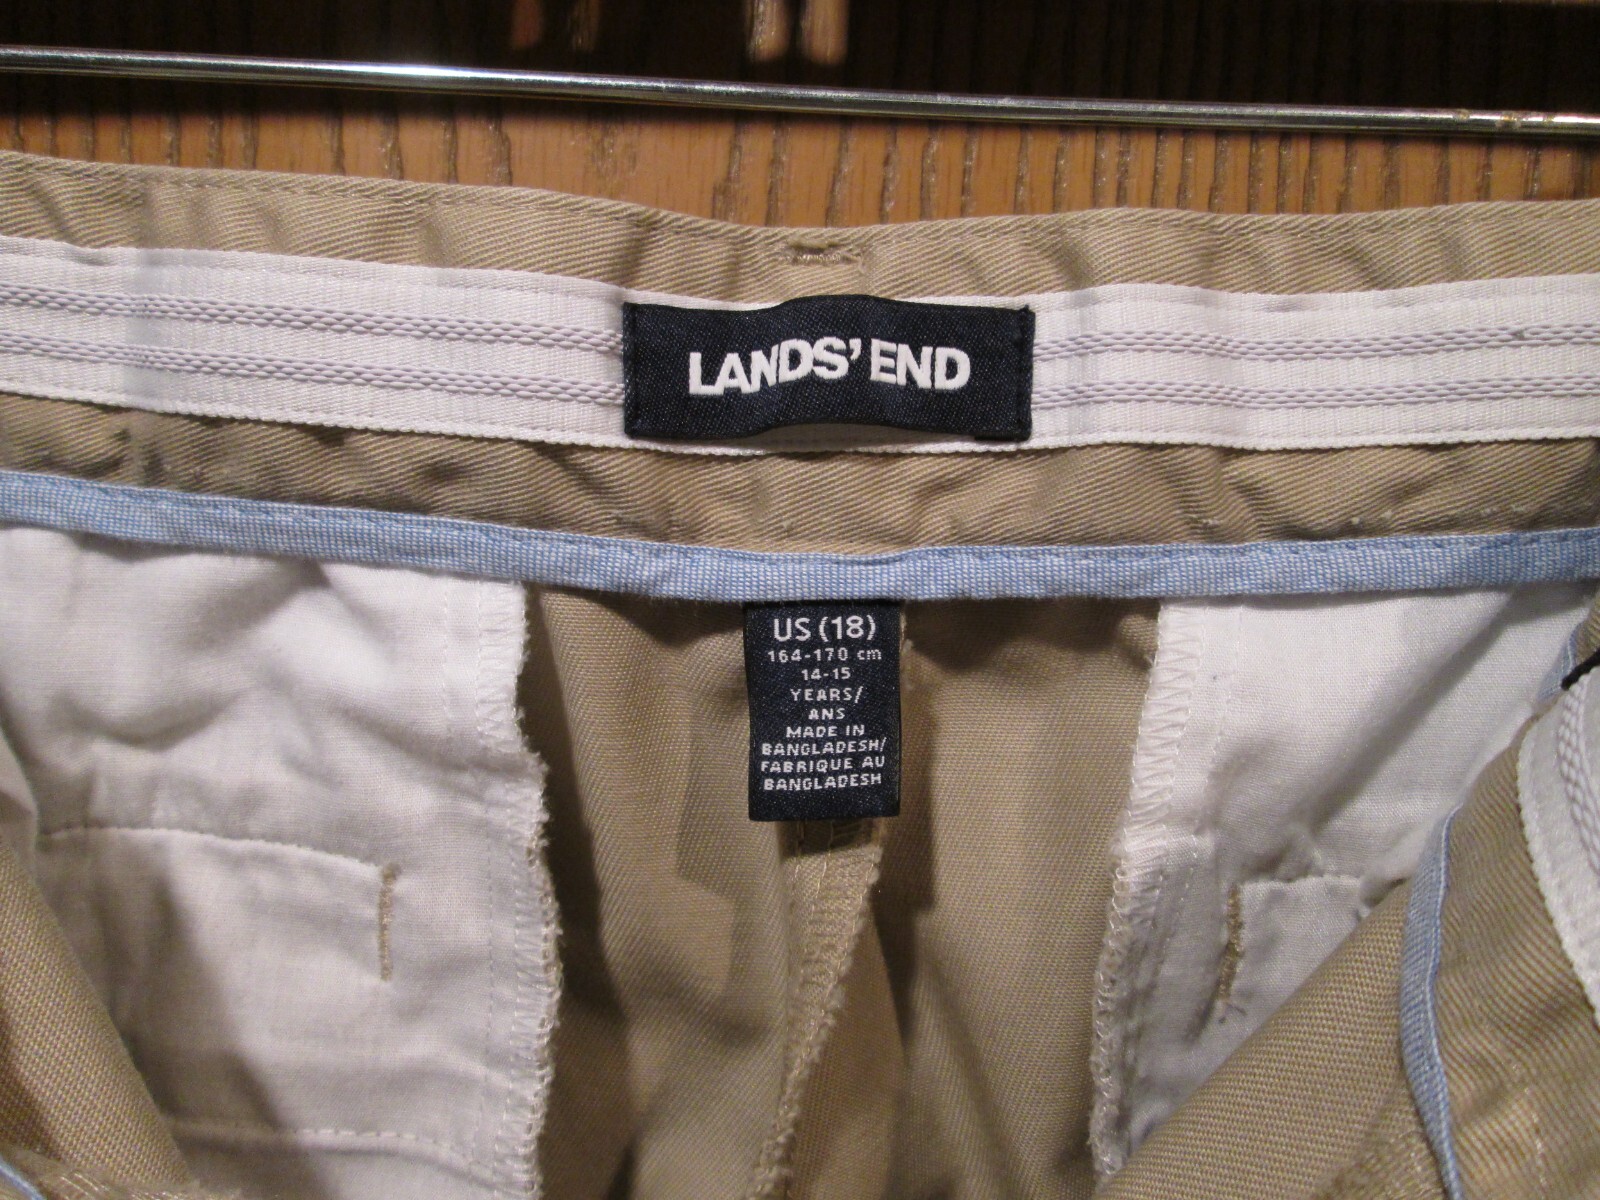 LANDS' END
US (18)
164-170 cm
14-15
YEARS/
ANS
MADE IN
BANGLADESH/
FABRIQUE AU
BANGLADESH